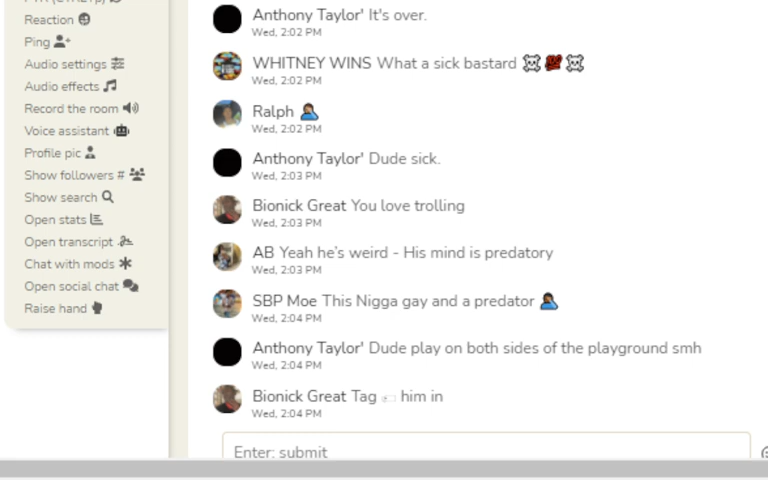 Reaction
Ping
Audio settings
Audio effects
Record the room
Voice assistant
Profile pic
Show followers #
Show search
Open stats
Open transcript
Chat with mods
Open social chat
Raise hand
Anthony Taylor' It's over.
Wed, 2:02 PM
WHITNEY WINS What a sick bastard ☠️💯☠️
Wed, 2:02 PM
Ralph 🤦🏾‍♂️
Wed, 2:02 PM
Anthony Taylor' Dude sick.
Wed, 2:03 PM
Bionick Great You love trolling
Wed, 2:03 PM
AB Yeah he's weird - His mind is predatory
Wed, 2:03 PM
SBP Moe This Nigga gay and a predator 🤦🏾‍♂️
Wed, 2:04 PM
Anthony Taylor' Dude play on both sides of the playground smh
Wed, 2:04 PM
Bionick Great Tag him in
Wed, 2:04 PM
Enter: submit